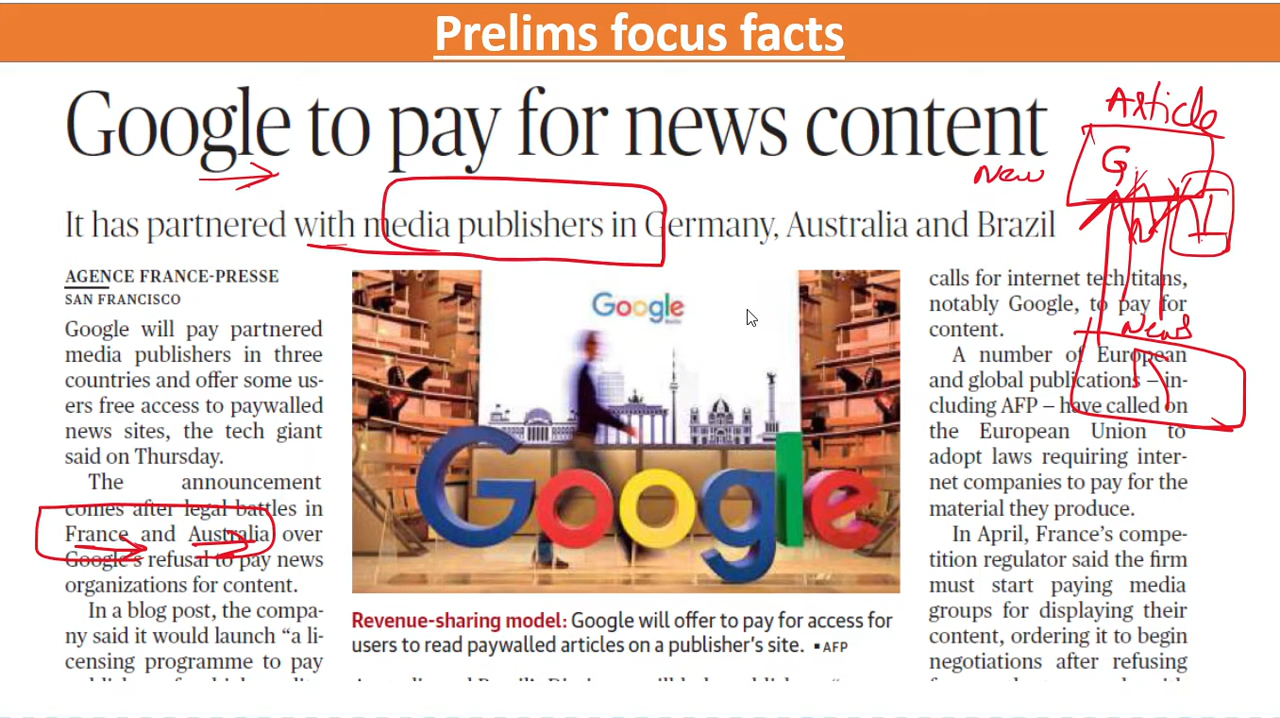 Prelims focus facts
Google to pay for news content
It has partnered with media publishers in Germany, Australia and Brazil
AGENCE FRANCE-PRESSE
SAN FRANCISCO
Google will pay partnered
media publishers in three
countries and offer some us-
ers free access to paywalled
news sites, the tech giant
said on Thursday.
The announcement
comes after legal battles in
France and Australia over
Google's refusal to pay news
organizations for content.
In a blog post, the compa-
ny said it would launch “a li-
censing programme to pay
Google
Google
Revenue-sharing model: Google will offer to pay for access for
users to read paywalled articles on a publisher's site. ▪AFP
calls for internet tech titans,
notably Google, to pay for
content.
A number of European
and global publications – in-
cluding AFP – have called on
the European Union to
adopt laws requiring inter-
net companies to pay for the
material they produce.
In April, France's compe-
tition regulator said the firm
must start paying media
groups for displaying their
content, ordering it to begin
negotiations after refusing
Article
G
New
I
News